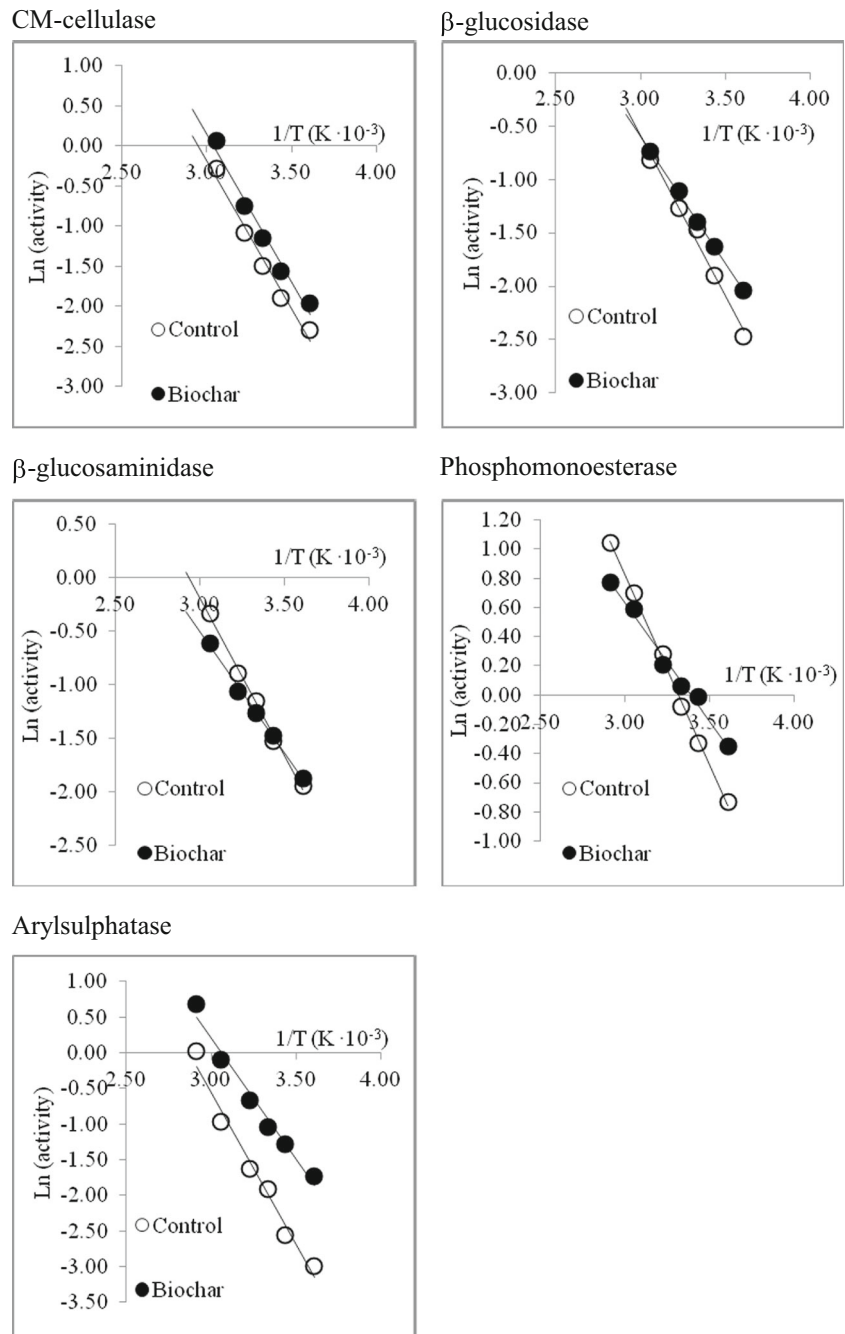 CM-cellulase
1.00
0.50
0.00
-0.50
-1.00
-1.50
-2.00
-2.50
-3.00
2.50
3.00
3.50
4.00
1/T (K ·10⁻³)
Ln (activity)
Control
Biochar
β-glucosidase
0.00
-0.50
-1.00
-1.50
-2.00
-2.50
-3.00
2.50
3.00
3.50
4.00
1/T (K ·10⁻³)
Ln (activity)
Control
Biochar
β-glucosaminidase
0.50
0.00
-0.50
-1.00
-1.50
-2.00
-2.50
2.50
3.00
3.50
4.00
1/T (K ·10⁻³)
Ln (activity)
Control
Biochar
Phosphomonoesterase
1.20
1.00
0.80
0.60
0.40
0.20
0.00
-0.20
-0.40
-0.60
-0.80
-1.00
2.50
3.00
3.50
4.00
1/T (K ·10⁻³)
Ln (activity)
Control
Biochar
Arylsulphatase
1.00
0.50
0.00
-0.50
-1.00
-1.50
-2.00
-2.50
-3.00
-3.50
2.50
3.00
3.50
4.00
1/T (K ·10⁻³)
Ln (activity)
Control
Biochar